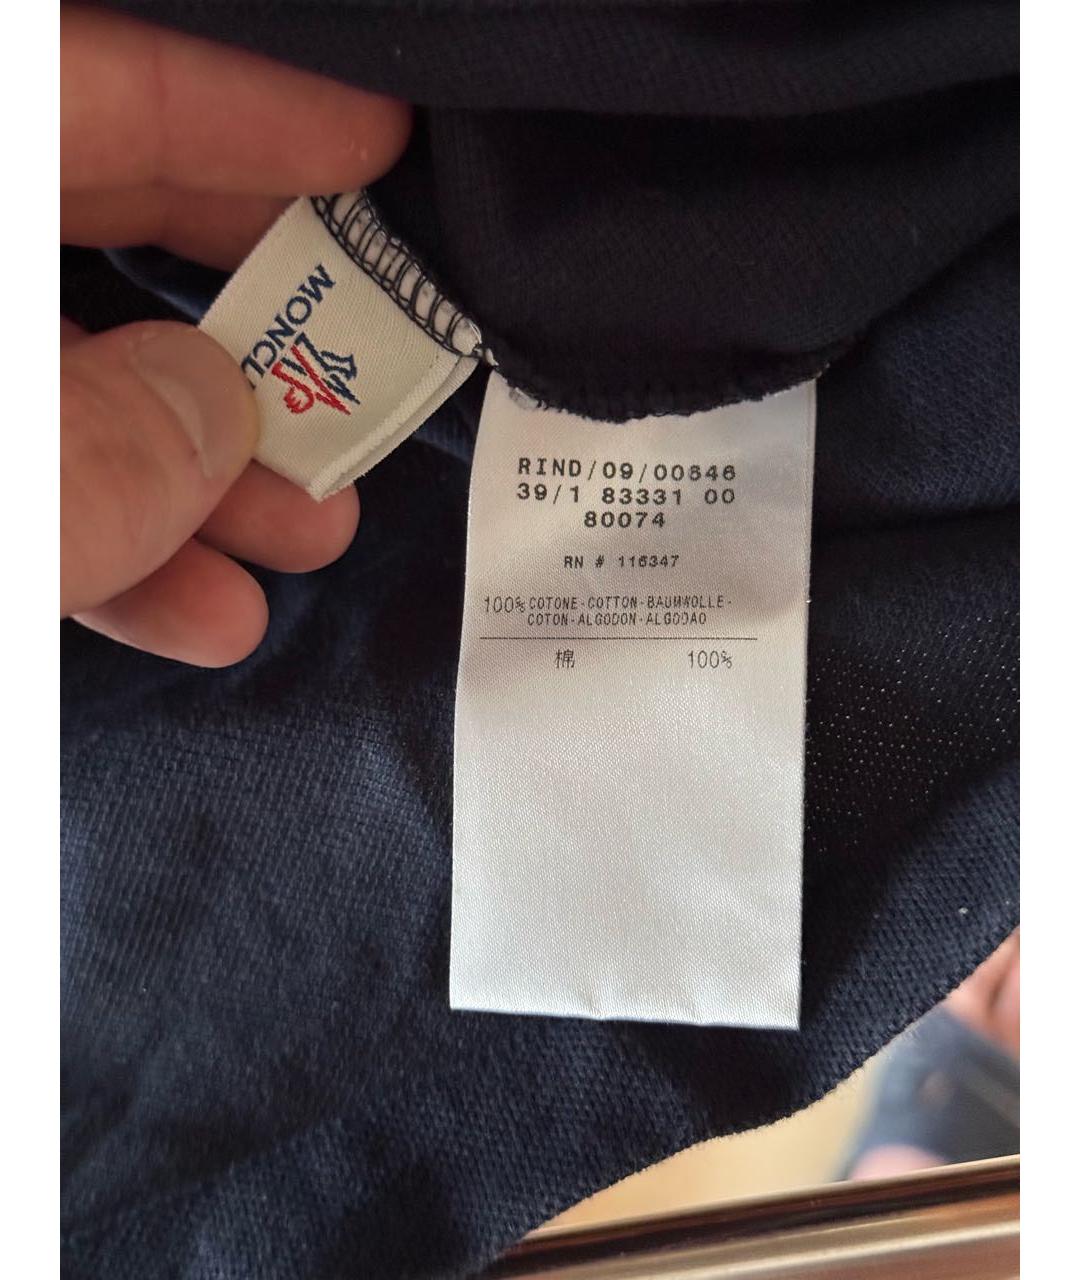 MONCL
RIND/09/00646
39/1 83331 00
80074
RN # 116347
100% COTONE-COTTON-BAUMWOLLE-
COTON-ALGODON-ALGODAO
棉 100%